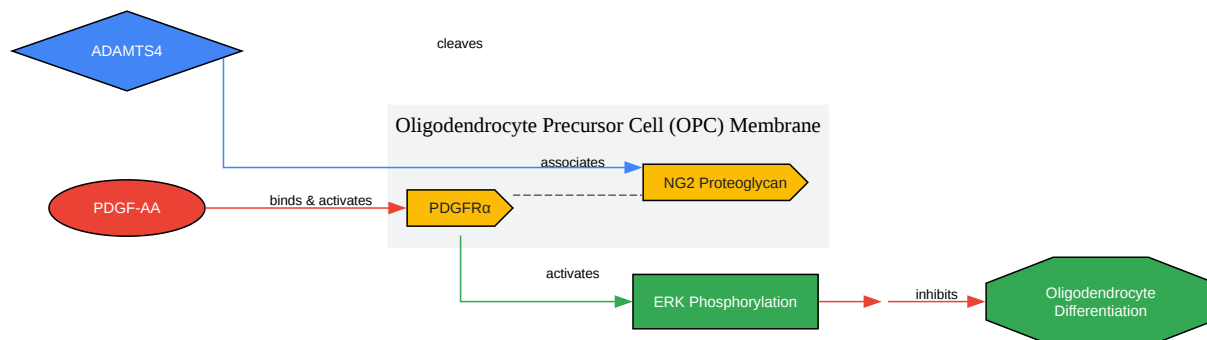 ADAMTS4
cleaves
Oligodendrocyte Precursor Cell (OPC) Membrane
associates
NG2 Proteoglycan
PDGF-AA
binds & activates
PDGFRα
activates
ERK Phosphorylation
inhibits
Oligodendrocyte
Differentiation